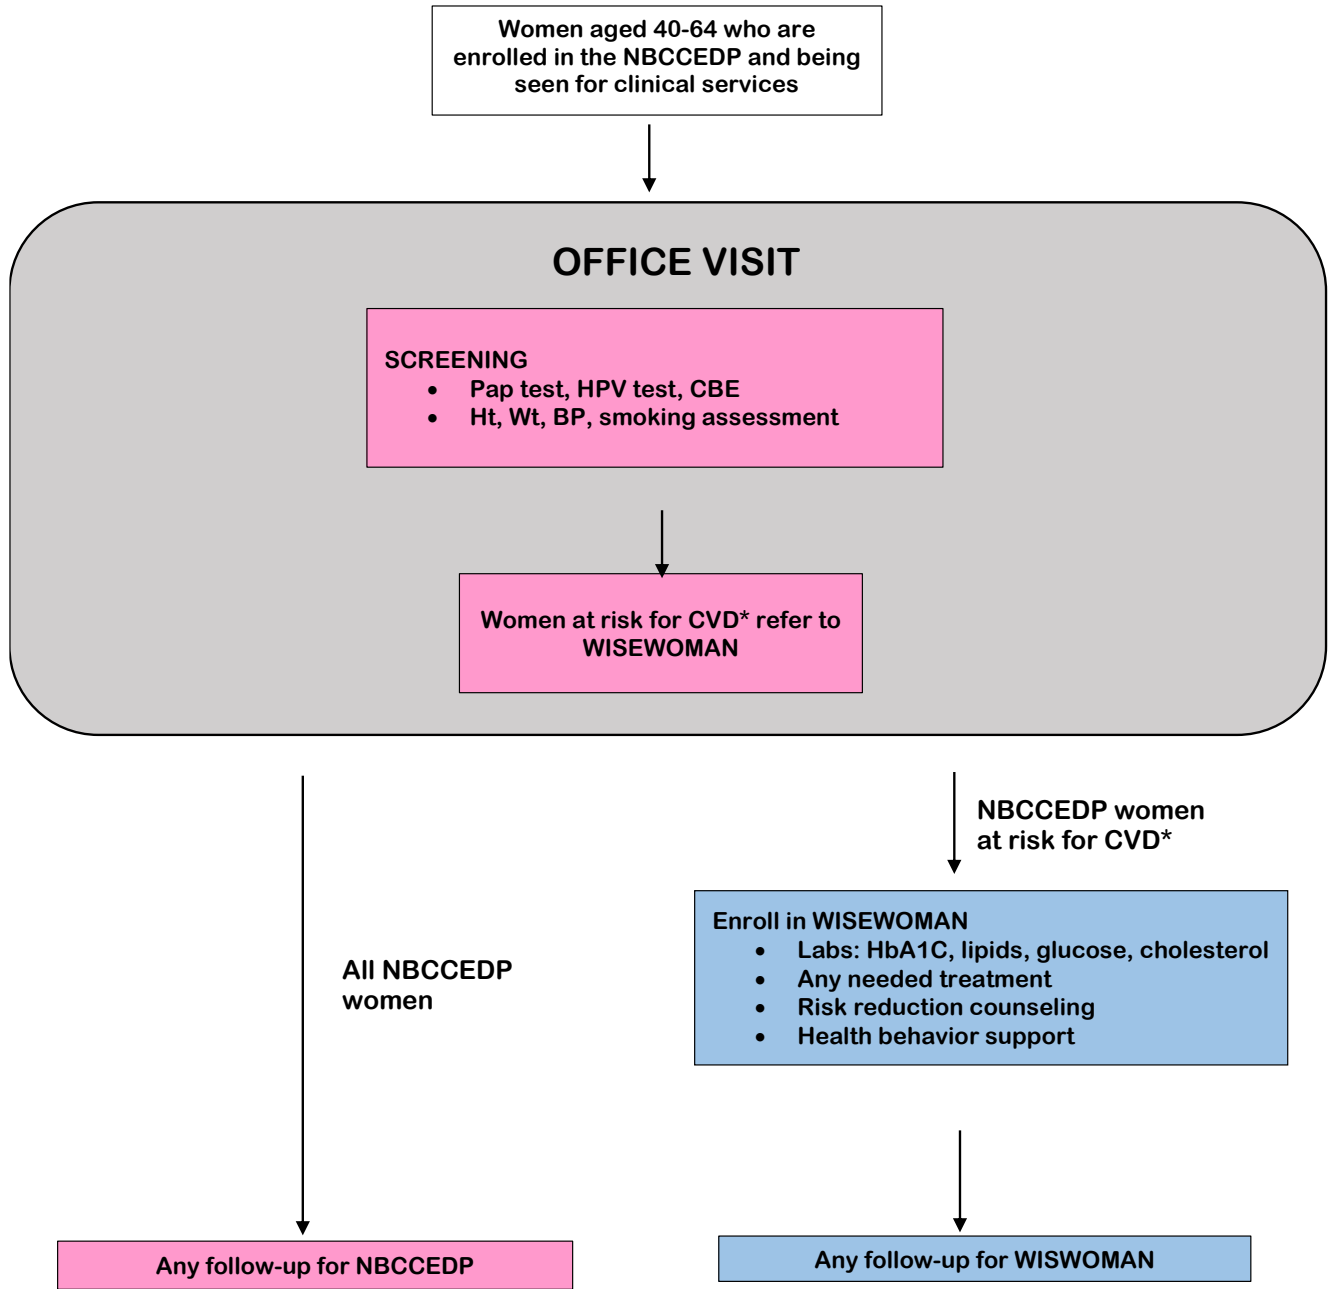 Women aged 40-64 who are
enrolled in the NBCCEDP and being
seen for clinical services
OFFICE VISIT
SCREENING
• Pap test, HPV test, CBE
• Ht, Wt, BP, smoking assessment
Women at risk for CVD* refer to
WISEWOMAN
NBCCEDP women
at risk for CVD*
Enroll in WISEWOMAN
• Labs: HbA1C, lipids, glucose, cholesterol
• Any needed treatment
• Risk reduction counseling
• Health behavior support
All NBCCEDP
women
Any follow-up for NBCCEDP
Any follow-up for WISWOMAN